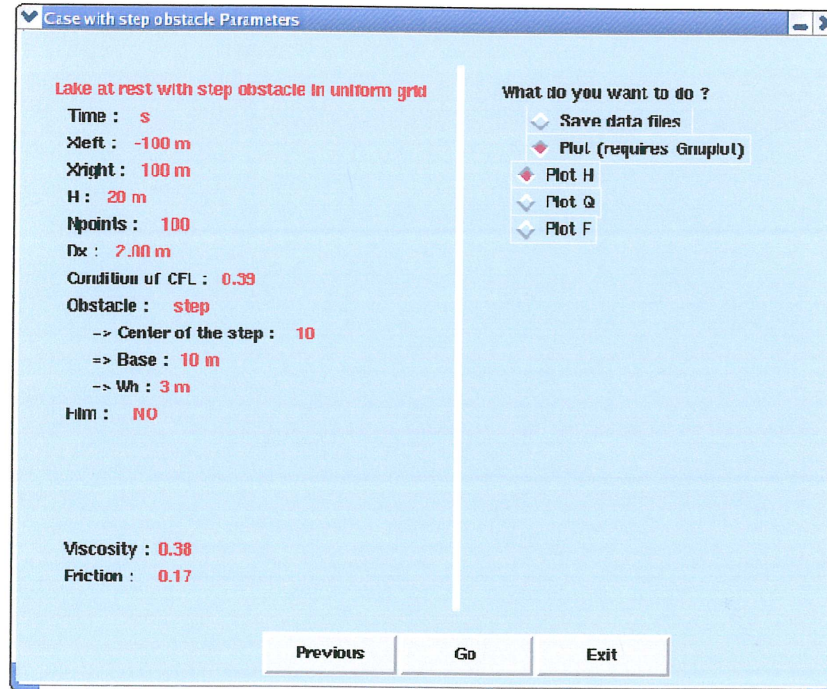 Case with step obstacle Parameters
Lake at rest with step obstacle in uniform grid
Time : s
Xleft : -100 m
Xright : 100 m
H : 20 m
Npoints : 100
Dx : 2.00 m
Condition of CFL : 0.39
Obstacle : step
-> Center of the step : 10
=> Base : 10 m
-> Wh : 3 m
Film : NO
Viscosity : 0.38
Friction : 0.17
What do you want to do ?
Save data files
Plot (requires Gnuplot)
Plot H
Plot Q
Plot F
Previous
Go
Exit